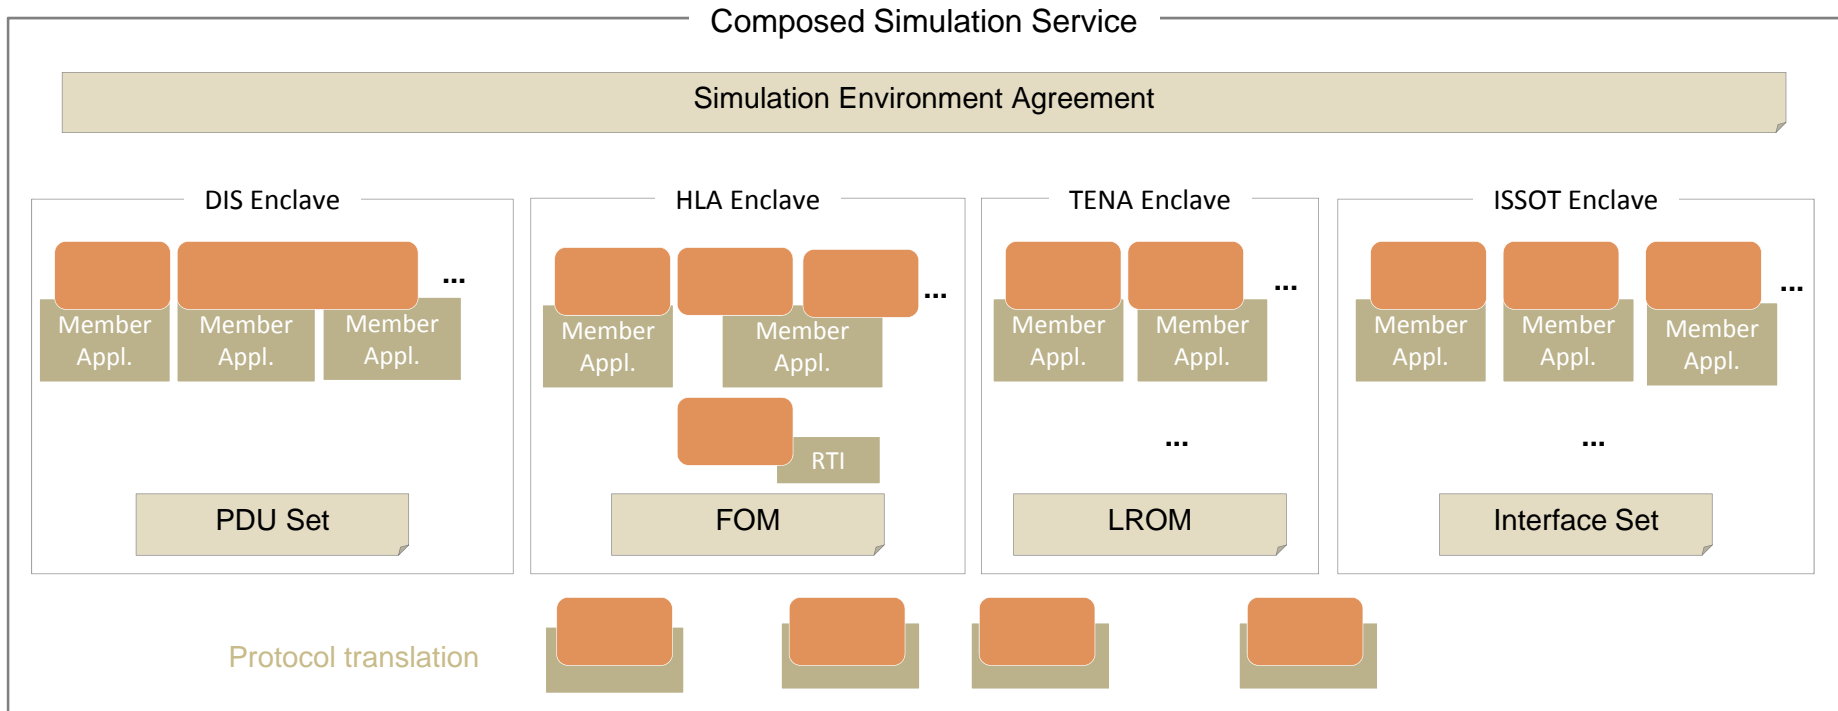 Composed Simulation Service
Simulation Environment Agreement
DIS Enclave
...
Member
Appl.
Member
Appl.
Member
Appl.
PDU Set
HLA Enclave
...
Member
Appl.
Member
Appl.
RTI
FOM
TENA Enclave
...
Member
Appl.
Member
Appl.
...
LROM
ISSOT Enclave
...
Member
Appl.
Member
Appl.
Member
Appl.
...
Interface Set
Protocol translation